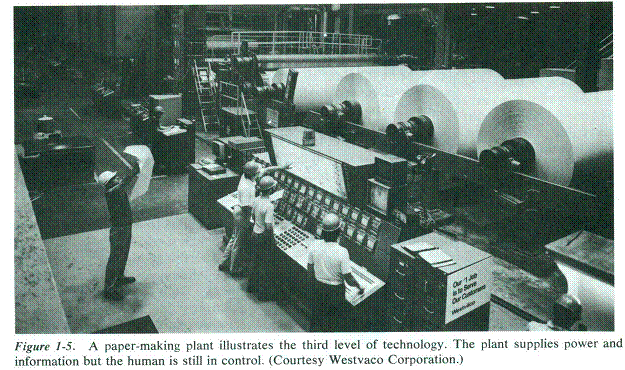 Our #1 Job
is to Serve
Our Customers
Westvaco
Figure 1-5. A paper-making plant illustrates the third level of technology. The plant supplies power and
information but the human is still in control. (Courtesy Westvaco Corporation.)